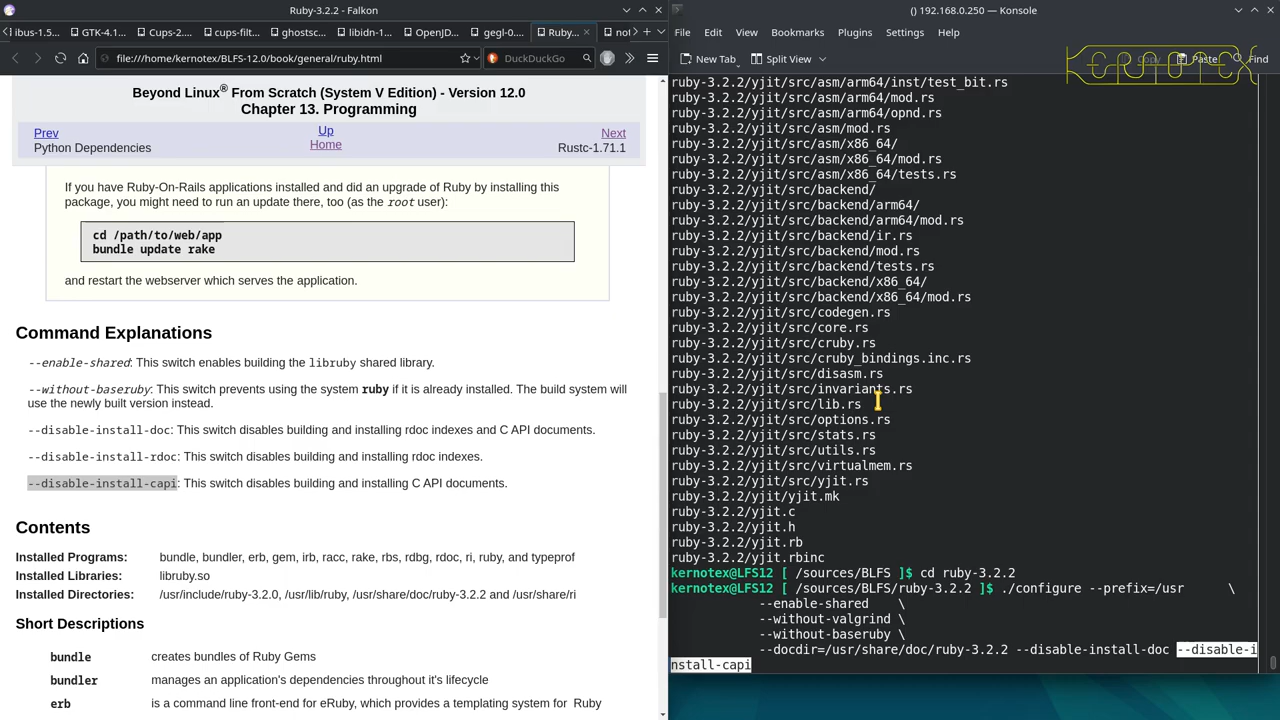 Ruby-3.2.2 - Falkon
ibus-1.5...
GTK-4.1...
Cups-2....
cups-filt...
ghostsc...
libidn-1...
OpenJD...
gegl-0....
Ruby...
not
file:///home/kernotex/BLFS-12.0/book/general/ruby.html
DuckDuckGo
Beyond Linux® From Scratch (System V Edition) - Version 12.0
Chapter 13. Programming
Prev
Up
Next
Python Dependencies
Home
Rustc-1.71.1
If you have Ruby-On-Rails applications installed and did an upgrade of Ruby by installing this
package, you might need to run an update there, too (as the root user):
cd /path/to/web/app
bundle update rake
and restart the webserver which serves the application.
Command Explanations
--enable-shared: This switch enables building the libruby shared library.
--without-baseruby: This switch prevents using the system ruby if it is already installed. The build system will
use the newly built version instead.
--disable-install-doc: This switch disables building and installing rdoc indexes and C API documents.
--disable-install-rdoc: This switch disables building and installing rdoc indexes.
--disable-install-capi: This switch disables building and installing C API documents.
Contents
Installed Programs: bundle, bundler, erb, gem, irb, racc, rake, rbs, rdbg, rdoc, ri, ruby, and typeprof
Installed Libraries: libruby.so
Installed Directories: /usr/include/ruby-3.2.0, /usr/lib/ruby, /usr/share/doc/ruby-3.2.2 and /usr/share/ri
Short Descriptions
bundle creates bundles of Ruby Gems
bundler manages an application's dependencies throughout it's lifecycle
erb is a command line front-end for eRuby, which provides a templating system for Ruby
() 192.168.0.250 — Konsole
File Edit View Bookmarks Plugins Settings Help
New Tab Split View Copy Paste Find
KERNOTEX
ruby-3.2.2/yjit/src/asm/arm64/inst/test_bit.rs
ruby-3.2.2/yjit/src/asm/arm64/mod.rs
ruby-3.2.2/yjit/src/asm/arm64/opnd.rs
ruby-3.2.2/yjit/src/asm/mod.rs
ruby-3.2.2/yjit/src/asm/x86_64/
ruby-3.2.2/yjit/src/asm/x86_64/mod.rs
ruby-3.2.2/yjit/src/asm/x86_64/tests.rs
ruby-3.2.2/yjit/src/backend/
ruby-3.2.2/yjit/src/backend/arm64/
ruby-3.2.2/yjit/src/backend/arm64/mod.rs
ruby-3.2.2/yjit/src/backend/ir.rs
ruby-3.2.2/yjit/src/backend/mod.rs
ruby-3.2.2/yjit/src/backend/tests.rs
ruby-3.2.2/yjit/src/backend/x86_64/
ruby-3.2.2/yjit/src/backend/x86_64/mod.rs
ruby-3.2.2/yjit/src/codegen.rs
ruby-3.2.2/yjit/src/core.rs
ruby-3.2.2/yjit/src/cruby.rs
ruby-3.2.2/yjit/src/cruby_bindings.inc.rs
ruby-3.2.2/yjit/src/disasm.rs
ruby-3.2.2/yjit/src/invariants.rs
ruby-3.2.2/yjit/src/lib.rs
ruby-3.2.2/yjit/src/options.rs
ruby-3.2.2/yjit/src/stats.rs
ruby-3.2.2/yjit/src/utils.rs
ruby-3.2.2/yjit/src/virtualmem.rs
ruby-3.2.2/yjit/src/yjit.rs
ruby-3.2.2/yjit/yjit.mk
ruby-3.2.2/yjit.c
ruby-3.2.2/yjit.h
ruby-3.2.2/yjit.rb
ruby-3.2.2/yjit.rbinc
kernotex@LFS12 [ /sources/BLFS ]$ cd ruby-3.2.2
kernotex@LFS12 [ /sources/BLFS/ruby-3.2.2 ]$ ./configure --prefix=/usr \
--enable-shared \
--without-valgrind \
--without-baseruby \
--docdir=/usr/share/doc/ruby-3.2.2 --disable-install-doc --disable-i
nstall-capi